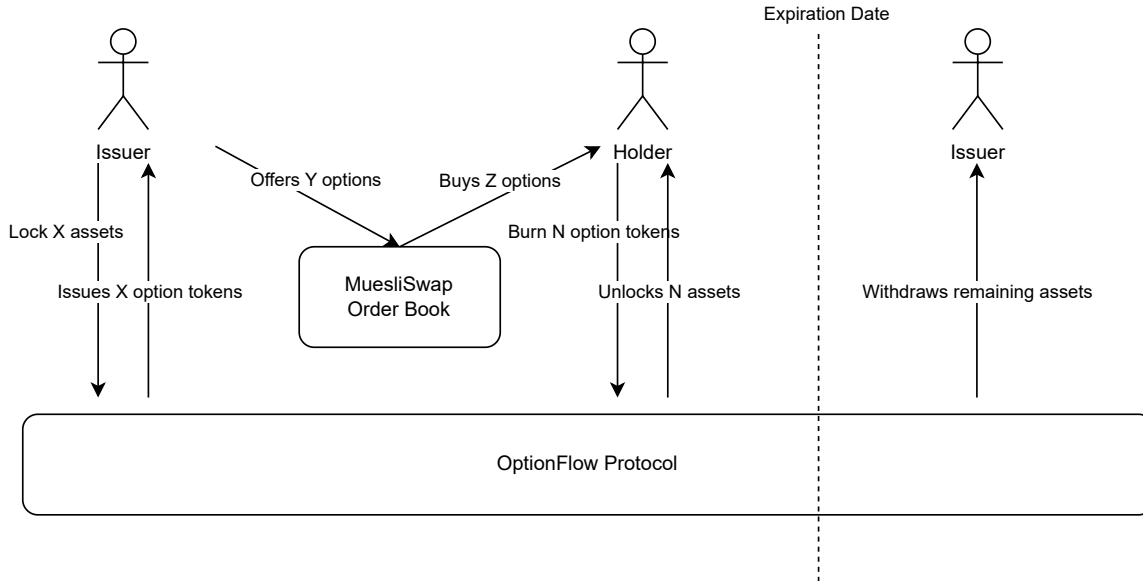 Expiration Date
Issuer
Holder
Issuer
Offers Y options
Buys Z options
Lock X assets
Burn N option tokens
MuesliSwap
Order Book
Issues X option tokens
Unlocks N assets
Withdraws remaining assets
OptionFlow Protocol